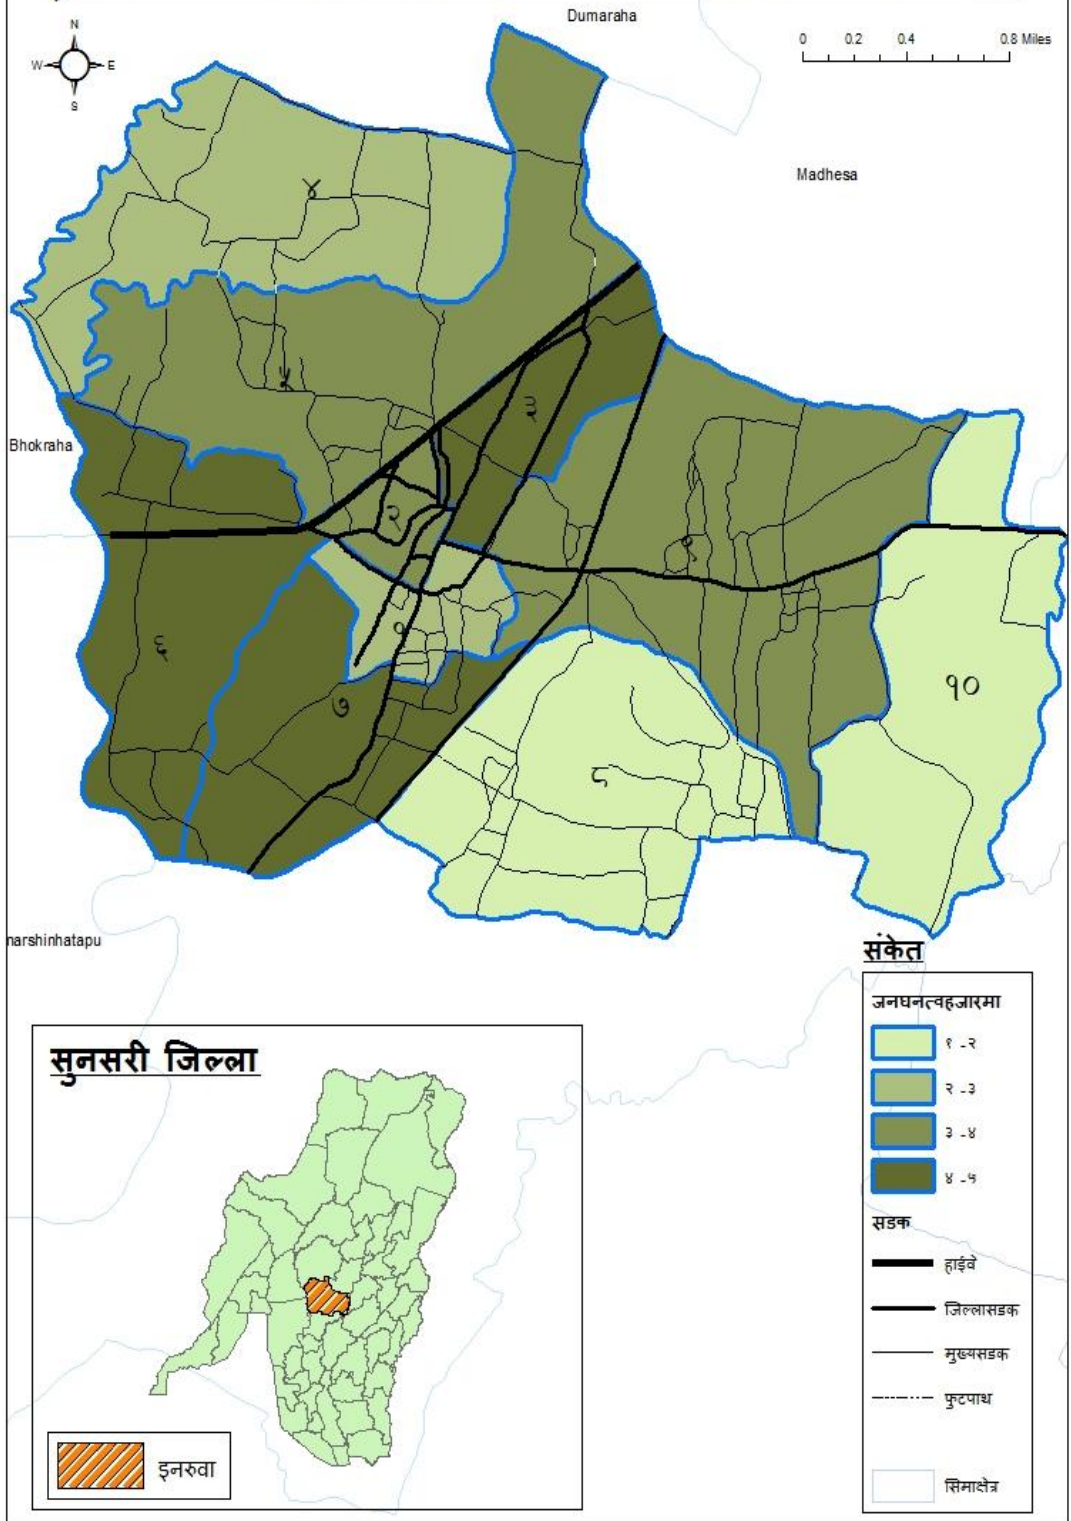 Dumaraha
N
W E
S
0 0.2 0.4 0.8 Miles
Madhesa
४
५
३
Bhokraha
२
९
१
६
७
१०
८
narshinhatapu
संकेत
जनघनत्वहजारमा
१ -२
२ -३
३ -४
४ -५
सडक
हाईवे
जिल्लासडक
मुख्यसडक
फुटपाथ
सिमाक्षेत्र
सुनसरी जिल्ला
इनरुवा